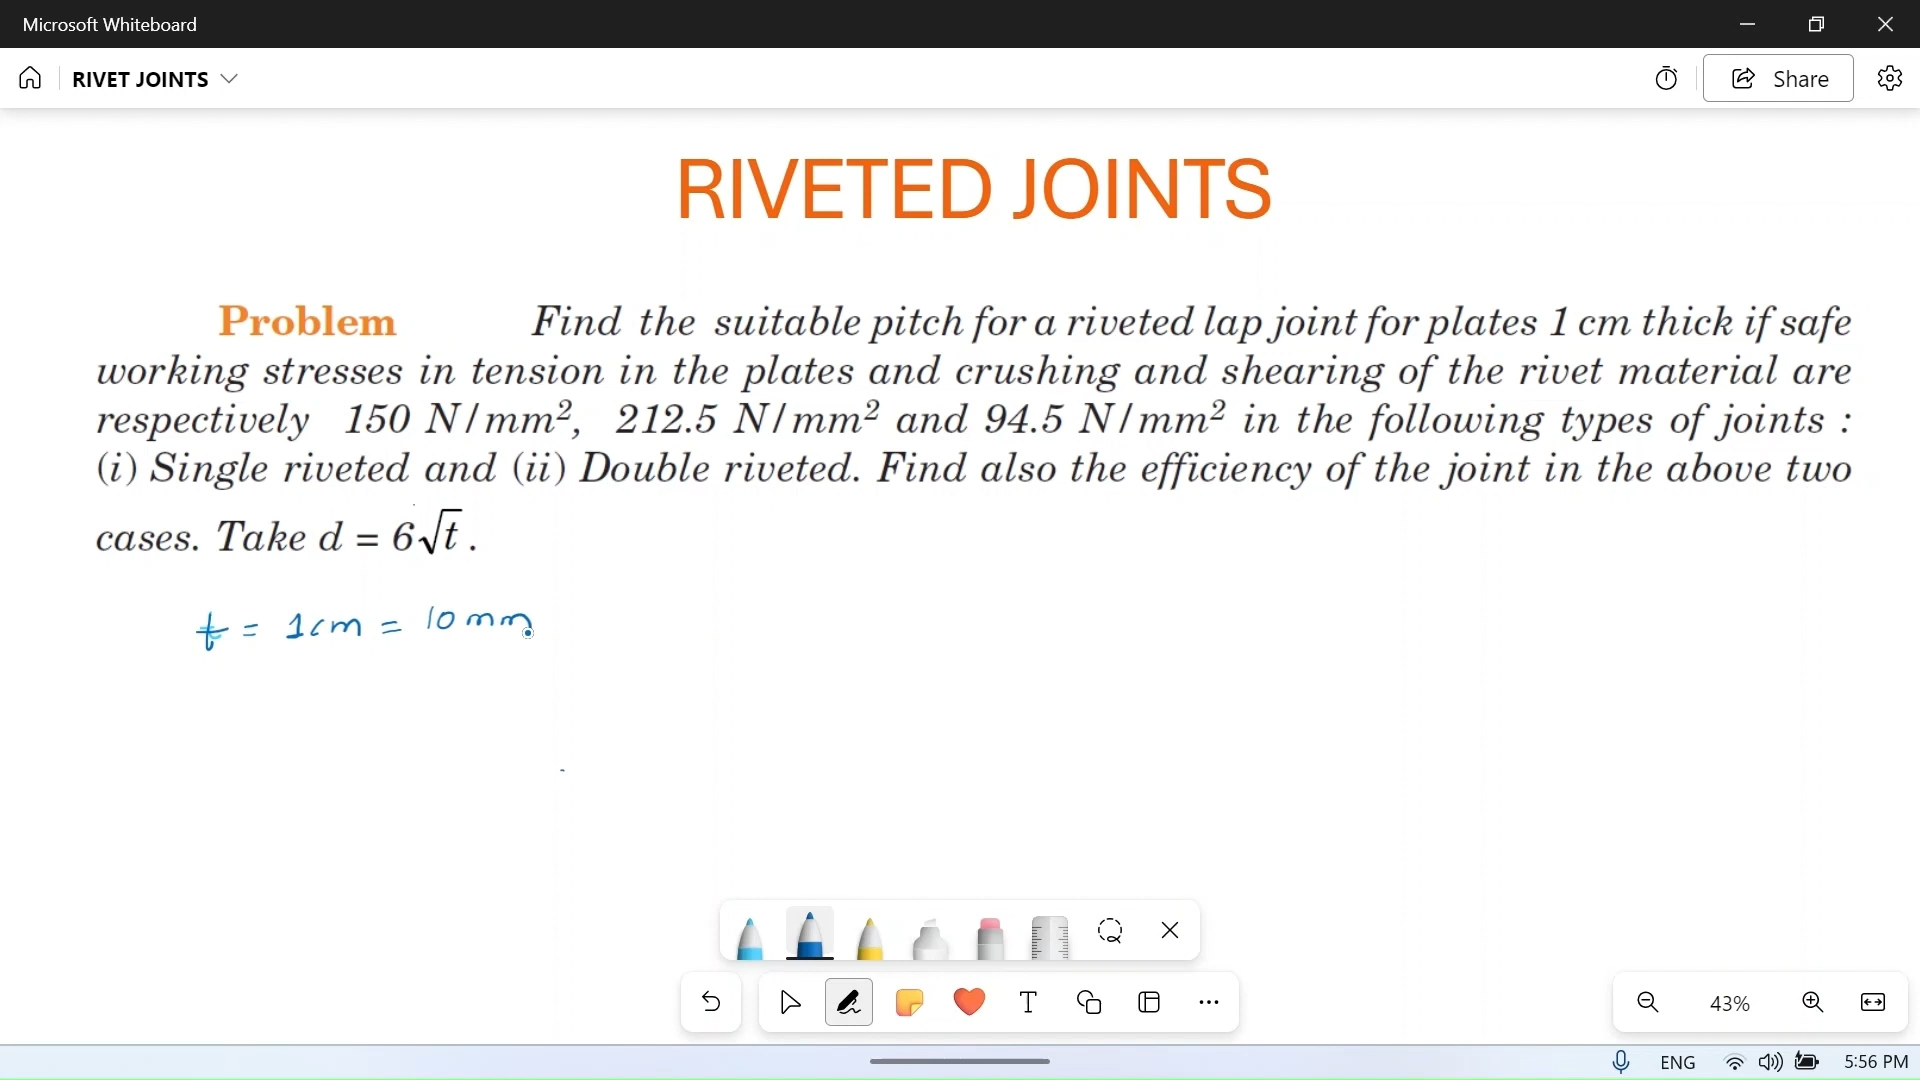 Microsoft Whiteboard
RIVET JOINTS
Share
RIVETED JOINTS
Problem Find the suitable pitch for a riveted lap joint for plates 1 cm thick if safe
working stresses in tension in the plates and crushing and shearing of the rivet material are
respectively 150 N/mm², 212.5 N/mm² and 94.5 N/mm² in the following types of joints :
(i) Single riveted and (ii) Double riveted. Find also the efficiency of the joint in the above two
cases. Take d = 6√t .
t = 1cm = 10mm
T
43%
ENG
5:56 PM